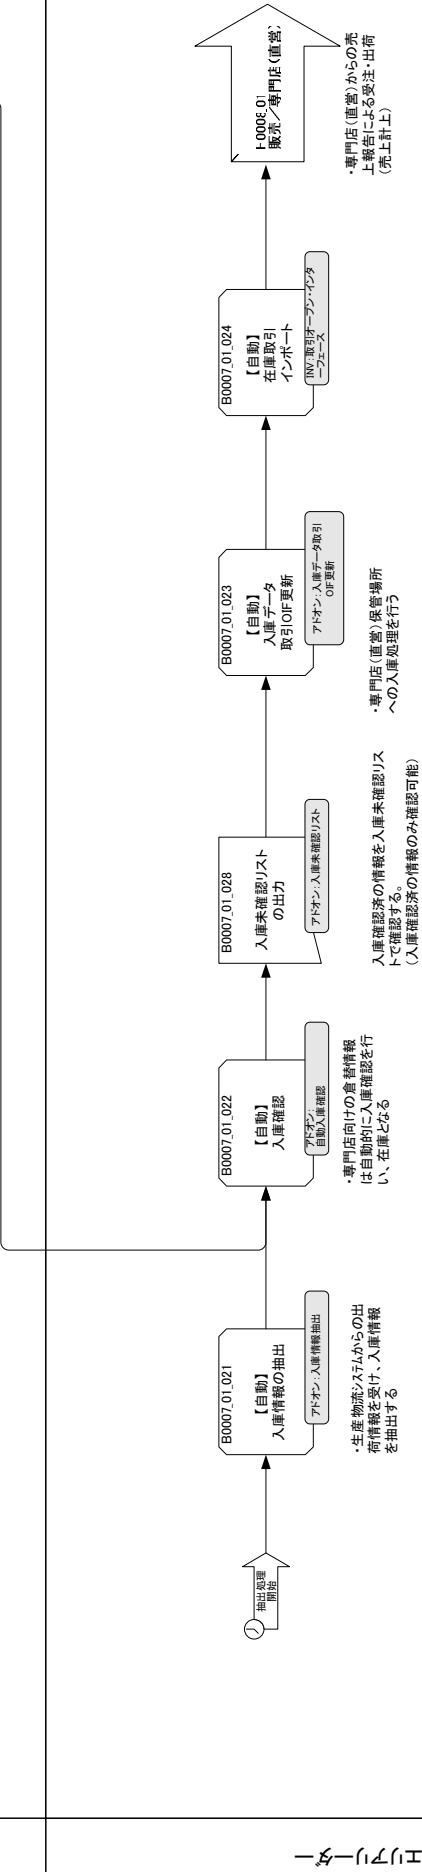 エリアリーダー
抽出処理
開始
B0007_01_021
【自動】
入庫情報の抽出
アドオン:入庫情報抽出
・生産物流システムからの出
荷情報を受け、入庫情報
を抽出する
B0007_01_022
【自動】
入庫確認
アドオン:
自動入庫確認
・専門店向けの倉替情報
は自動的に入庫確認を行
い、在庫となる
B0007_01_028
入庫未確認リスト
の出力
アドオン:入庫未確認リスト
入庫確認済の情報を入庫未確認リス
トで確認する。
(入庫確認済の情報のみ確認可能)
B0007_01_023
【自動】
入庫データ
取引OIF更新
アドオン:入庫データ取引
OIF更新
・専門店(直営)保管場所
への入庫処理を行う
B0007_01_024
【自動】
在庫取引
インポート
INV:取引オープン・インタ
ーフェース
0008_01
販売/専門店(直営)
・専門店(直営)からの売
上報告による受注・出荷
(売上計上)